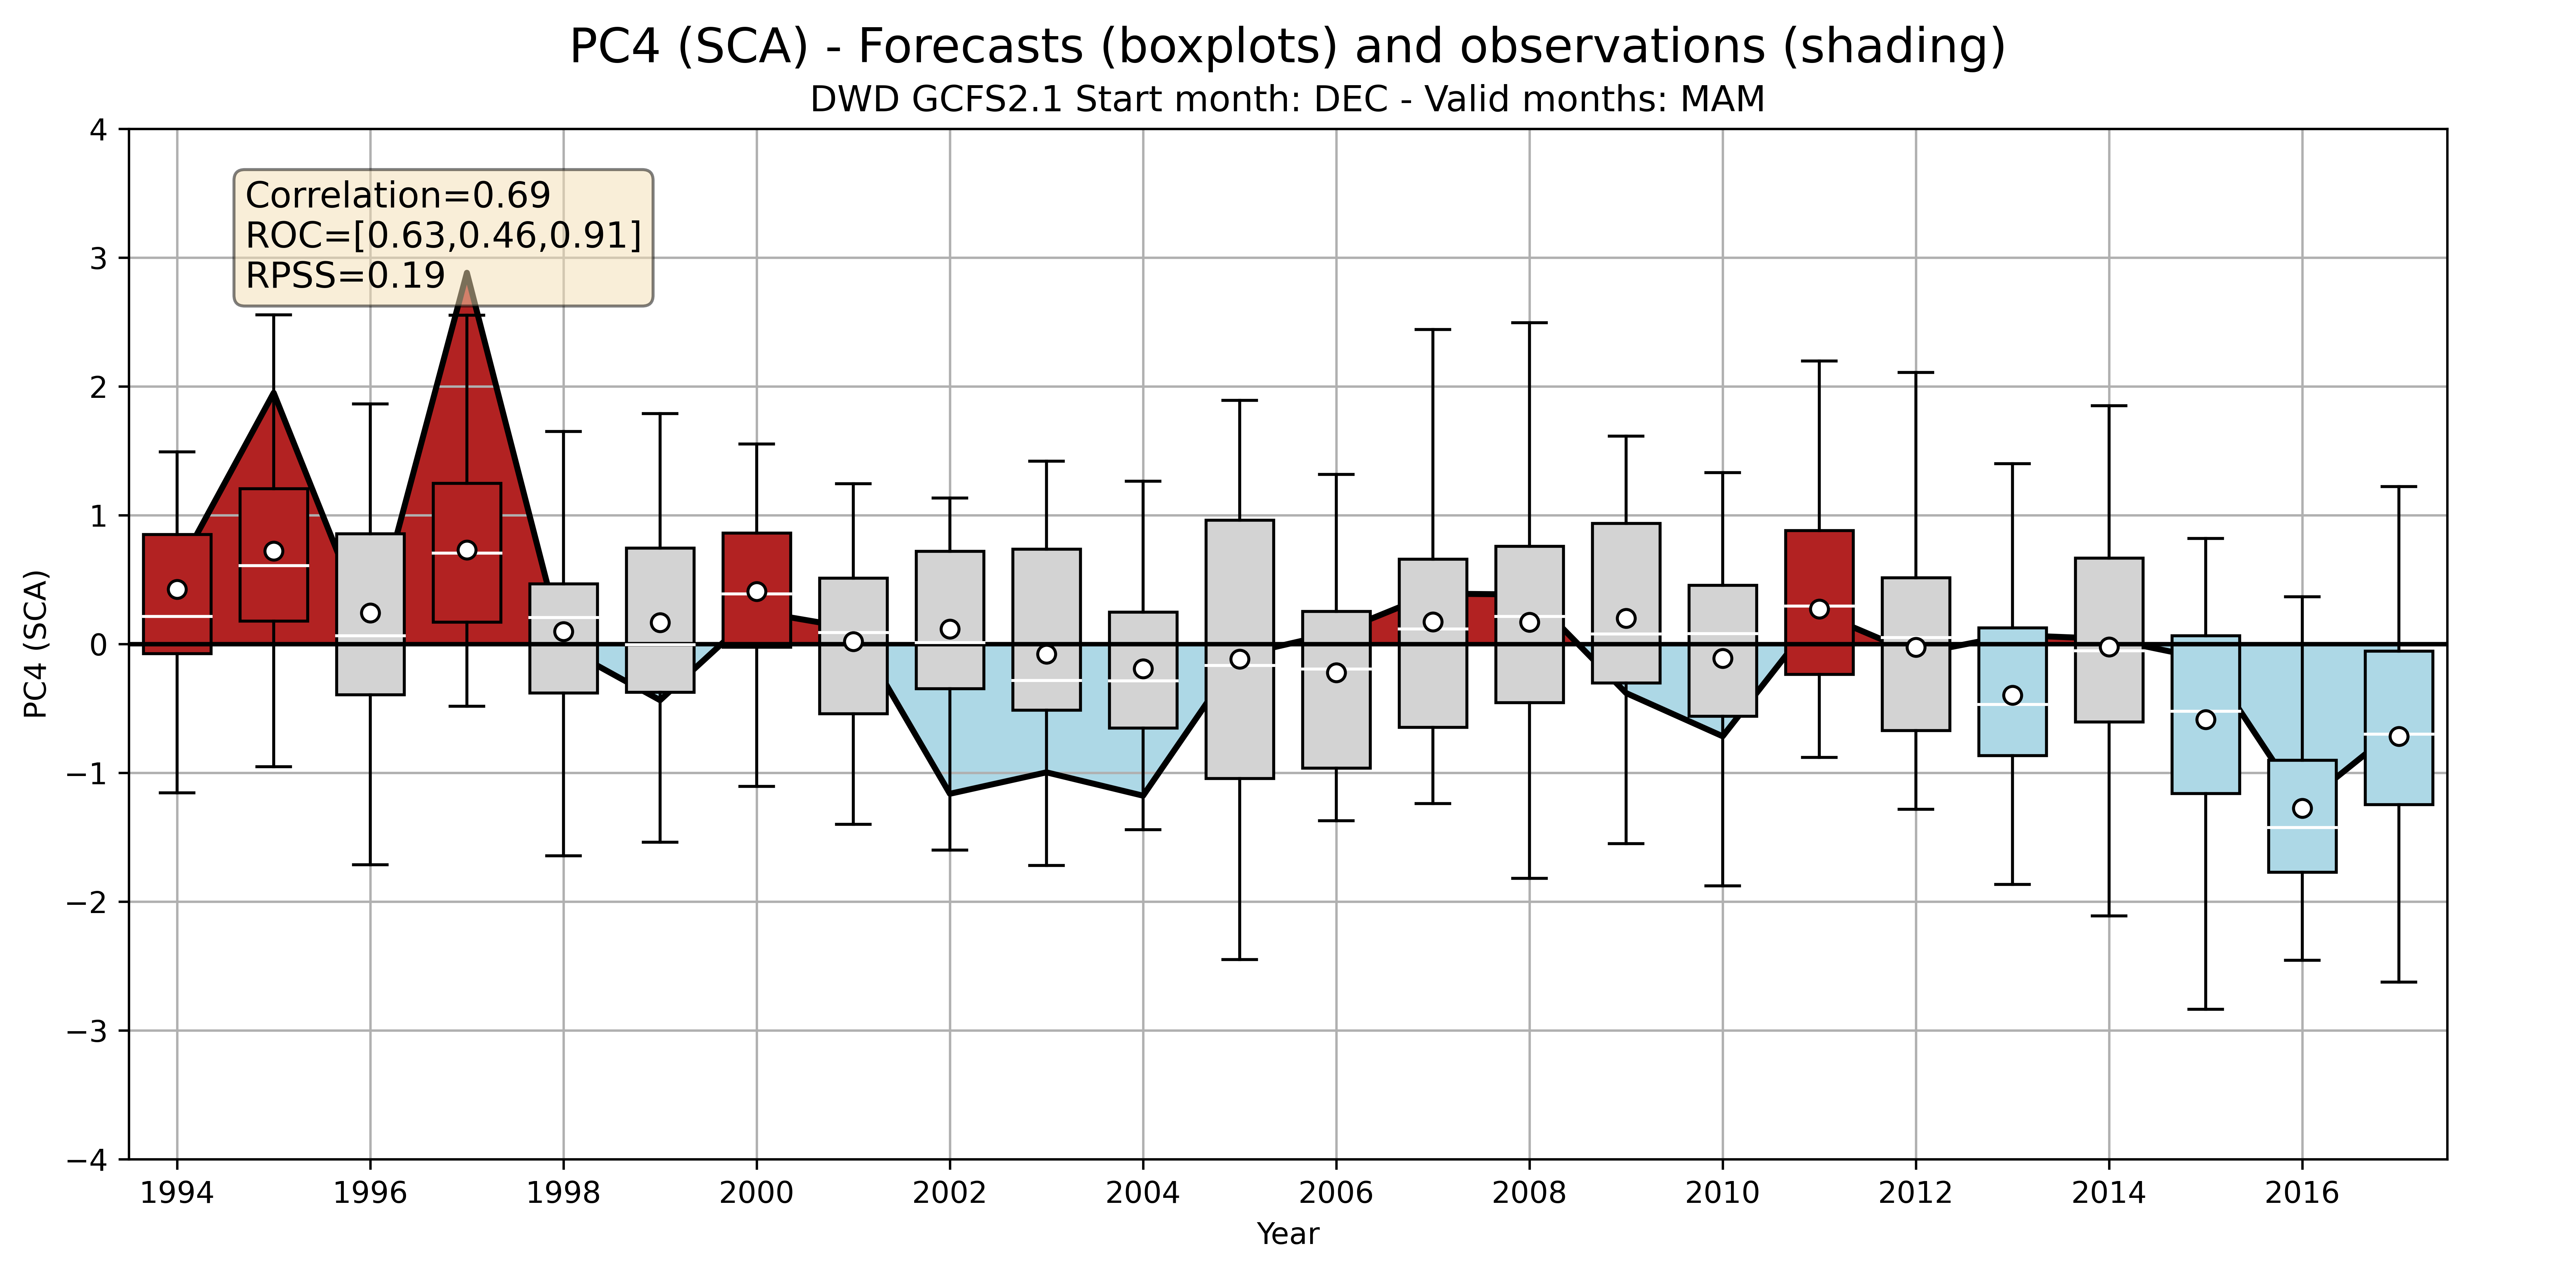 PC4 (SCA) - Forecasts (boxplots) and observations (shading)
DWD GCFS2.1 Start month: DEC - Valid months: MAM
Correlation=0.69
ROC=[0.63,0.46,0.91]
RPSS=0.19
4
3
2
1
0
−1
−2
−3
−4
PC4 (SCA)
1994 1996 1998 2000 2002 2004 2006 2008 2010 2012 2014 2016
Year